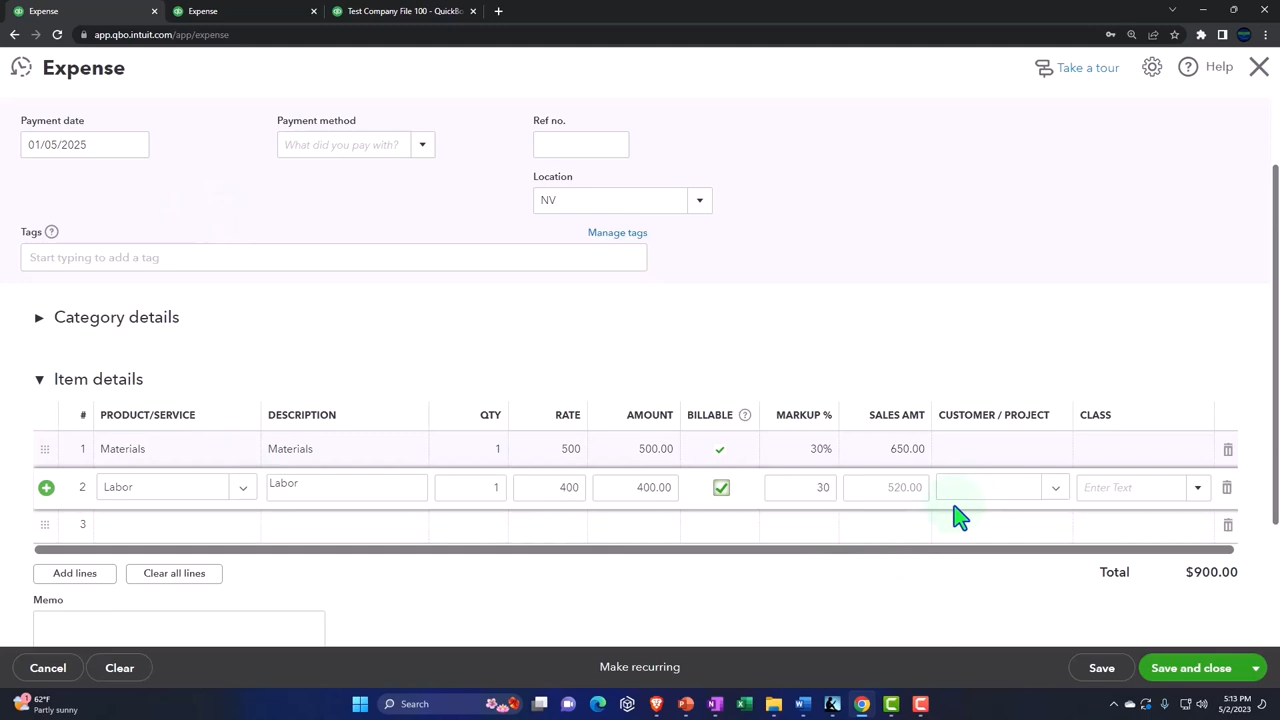 Expense
Expense
Test Company File 100 - QuickBo
app.qbo.intuit.com/app/expense
Expense
Take a tour
Help
Payment date
Payment method
Ref no.
01/05/2025
What did you pay with?
Location
NV
Tags ?
Manage tags
Start typing to add a tag
Category details
Item details
# PRODUCT/SERVICE DESCRIPTION QTY RATE AMOUNT BILLABLE ? MARKUP % SALES AMT CUSTOMER / PROJECT CLASS
1 Materials Materials 1 500 500.00 30% 650.00
2 Labor Labor 1 400 400.00 30 520.00 Enter Text
3
Add lines
Clear all lines
Total $900.00
Memo
Cancel
Clear
Make recurring
Save
Save and close
62°F
Partly sunny
Search
5:13 PM
5/2/2023